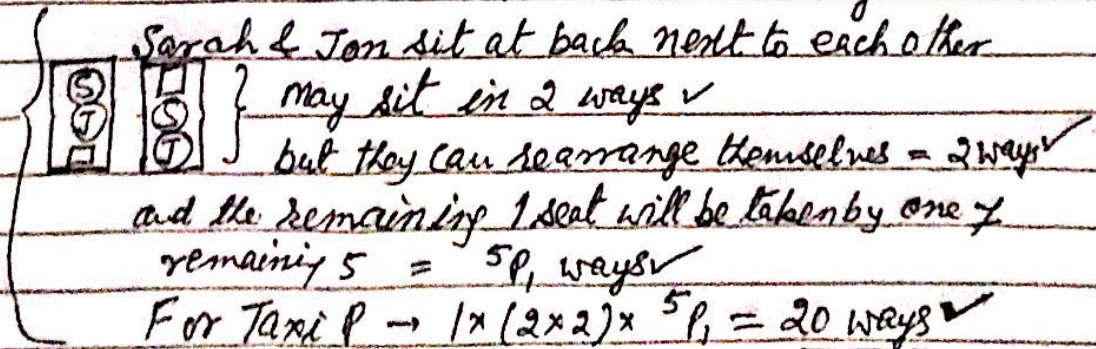 Sarah & Jon sit at back next to each other
S J S J } may sit in 2 ways ✓
but they can rearrange themselves = 2 ways ✓
and the remaining 1 seat will be taken by one of
remaining 5 = ⁵P₁ ways ✓
For Taxi P → 1 x (2x2) x ⁵P₁ = 20 ways ✓